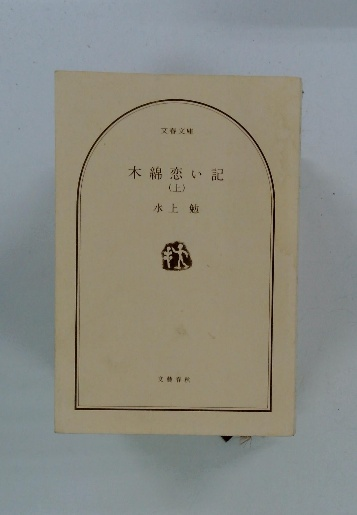 文春文庫
木綿恋い記
(上)
水上 勉
文藝春秋